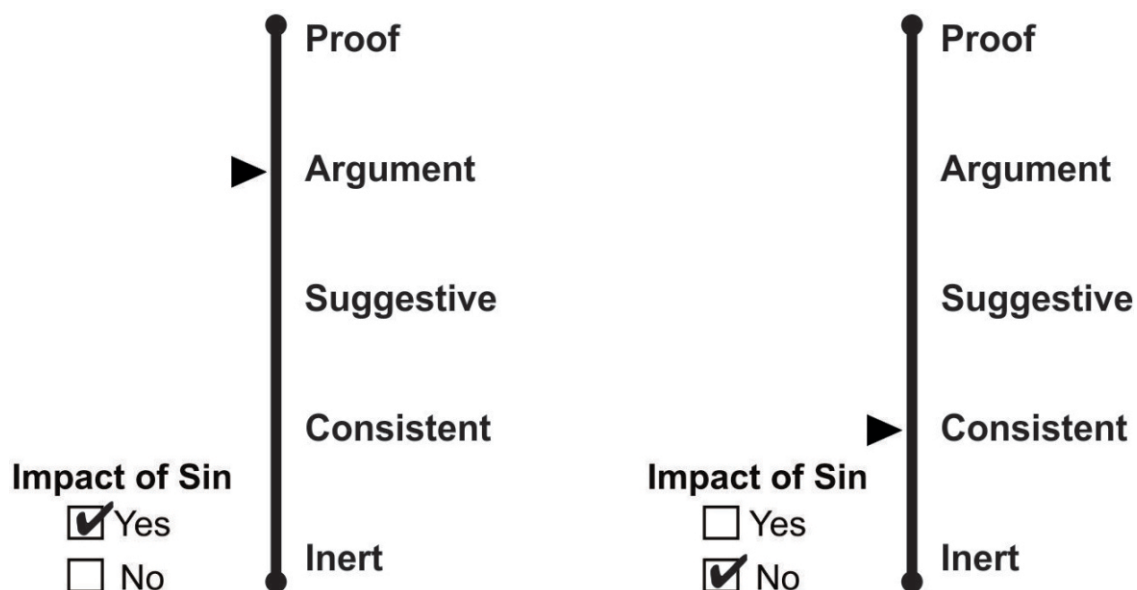 Proof
Argument
Suggestive
Consistent
Impact of Sin
Yes
No
Inert
Proof
Argument
Suggestive
Consistent
Impact of Sin
Yes
No
Inert